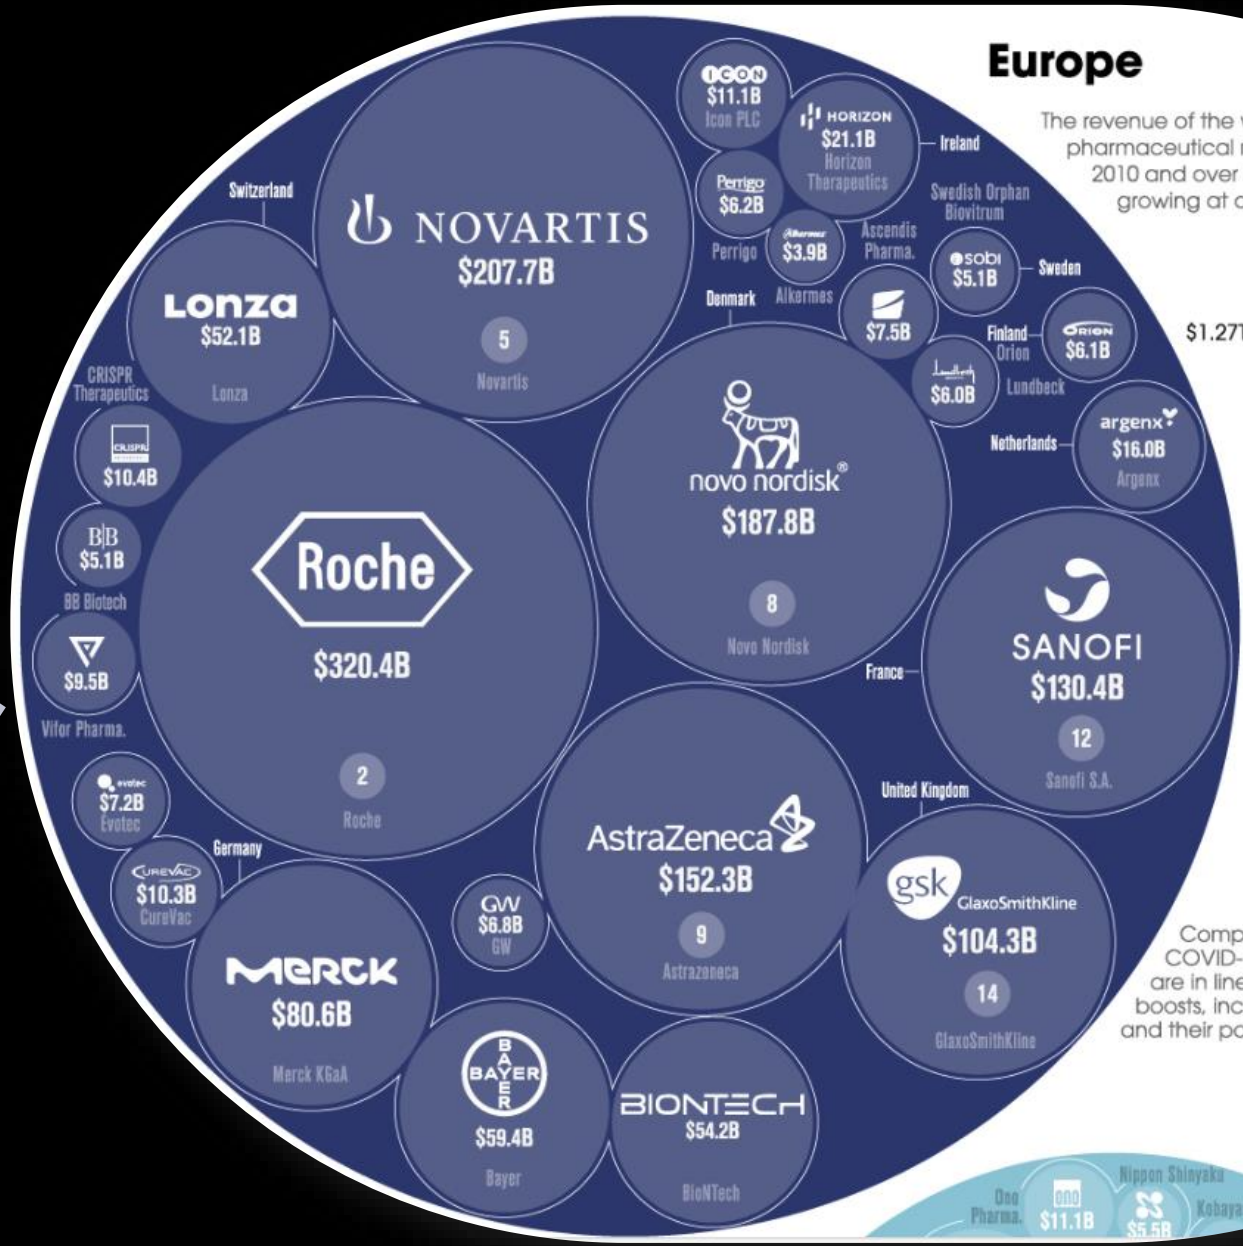 Europe
The revenue of the
pharmaceutical
2010 and over
growing at
$1.27
Switzerland
NOVARTIS
$207.7B
5
Novartis
Lonza
$52.1B
Lonza
CRISPR
Therapeutics
CRISPR
$10.4B
B|B
$5.1B
BB Biotech
$9.5B
Vifor Pharma.
Roche
$320.4B
2
Roche
ICON
$11.1B
Icon PLC
HORIZON
$21.1B
Horizon
Therapeutics
Ireland
Perrigo
$6.2B
Perrigo
Alkermes
$3.9B
Alkermes
Ascendis
Pharma.
$7.5B
Swedish Orphan
Biovitrum
sobi
$5.1B
Sweden
Denmark
novo nordisk®
$187.8B
8
Novo Nordisk
Lundbeck
$6.0B
Lundbeck
Finland
Orion
ORION
$6.1B
Netherlands
argenx
$16.0B
Argenx
France
SANOFI
$130.4B
12
Sanofi S.A.
United Kingdom
AstraZeneca
$152.3B
9
Astrazeneca
gsk
GlaxoSmithKline
$104.3B
14
GlaxoSmithKline
GW
$6.8B
GW
evotec
$7.2B
Evotec
CUREVAC
$10.3B
CureVac
Germany
MERCK
$80.6B
Merck KGaA
BAYER
BAYER
$59.4B
Bayer
BIONTECH
$54.2B
BioNTech
Comp
COVID-
are in line
boosts, inc
and their po
Ono
Pharma.
ono
$11.1B
Nippon Shinyaku
$5.5B
Kobaya